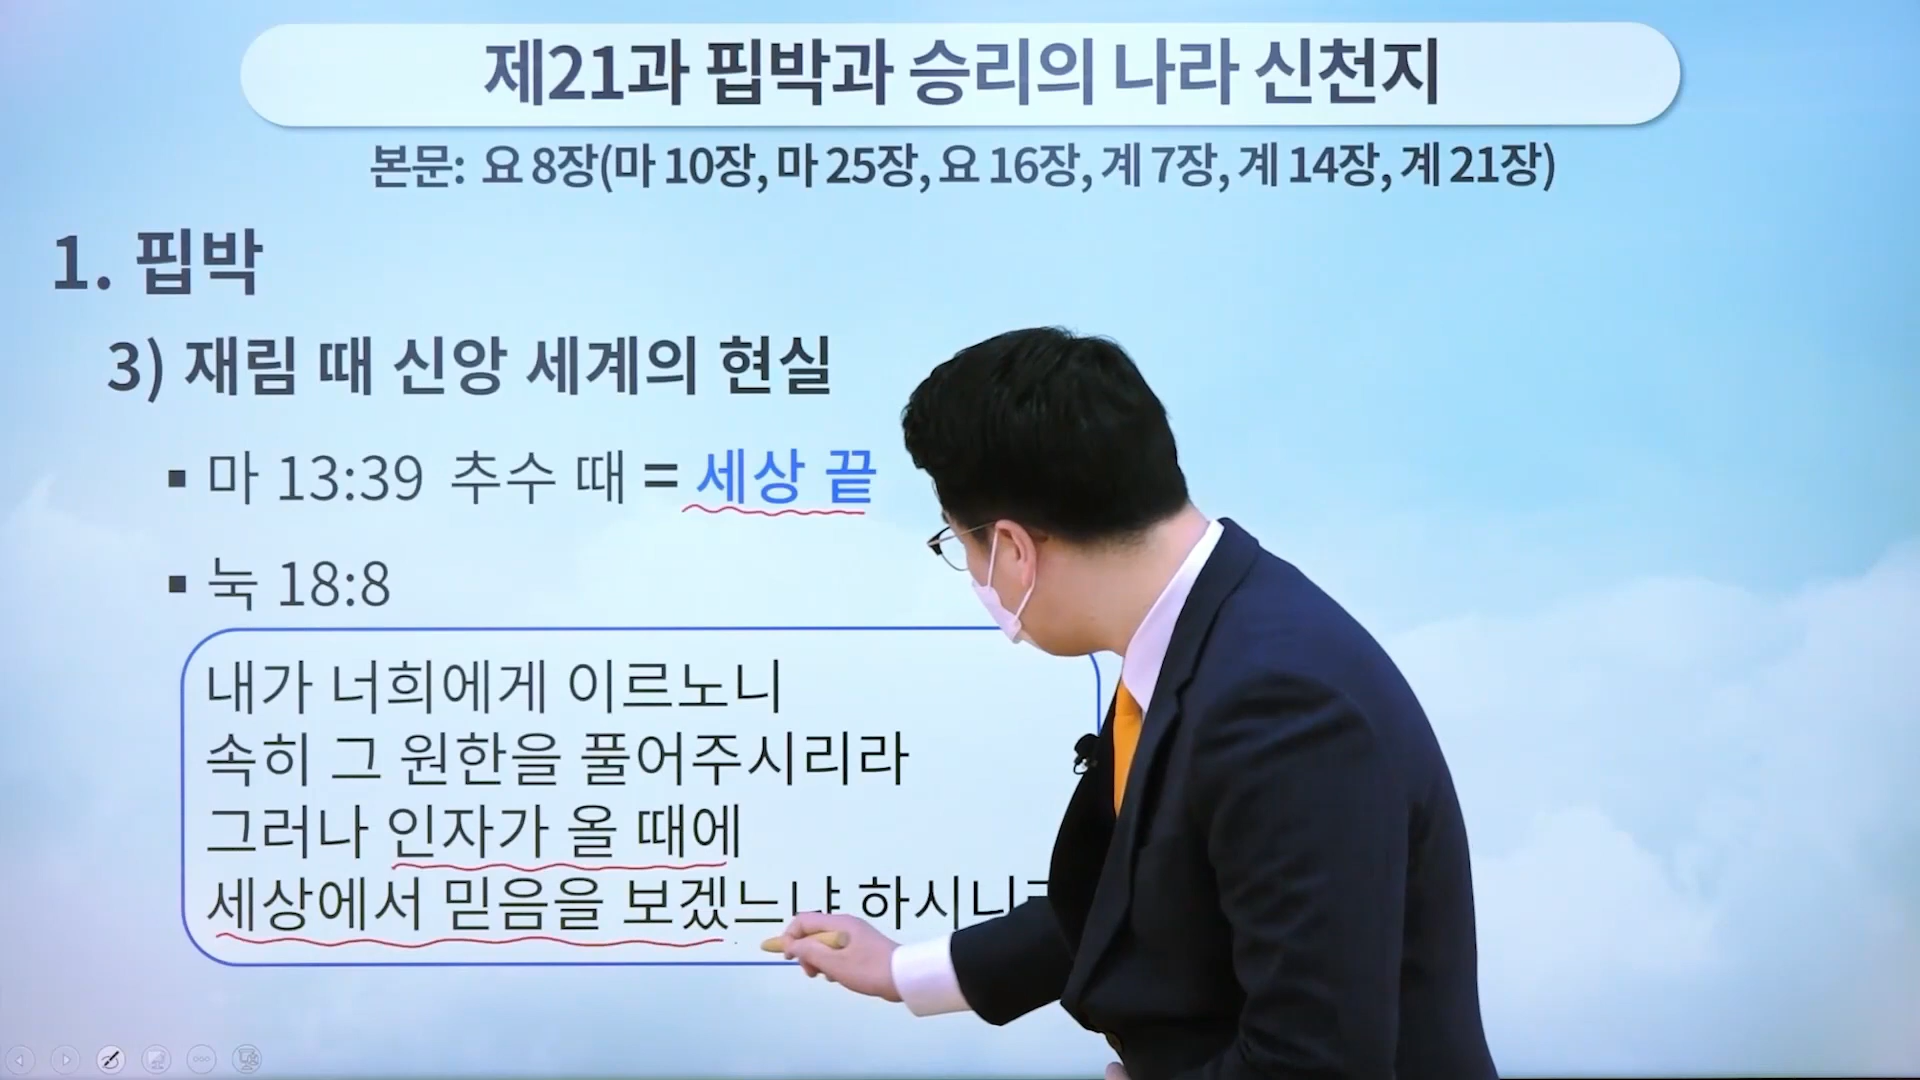 제21과 핍박과 승리의 나라 신천지
본문: 요 8장(마 10장, 마 25장, 요 16장, 계 7장, 계 14장, 계 21장)
1. 핍박
3) 재림 때 신앙 세계의 현실
▪ 마 13:39 추수 때 = 세상 끝
▪ 눅 18:8
내가 너희에게 이르노니
속히 그 원한을 풀어주시리라
그러나 인자가 올 때에
세상에서 믿음을 보겠느냐